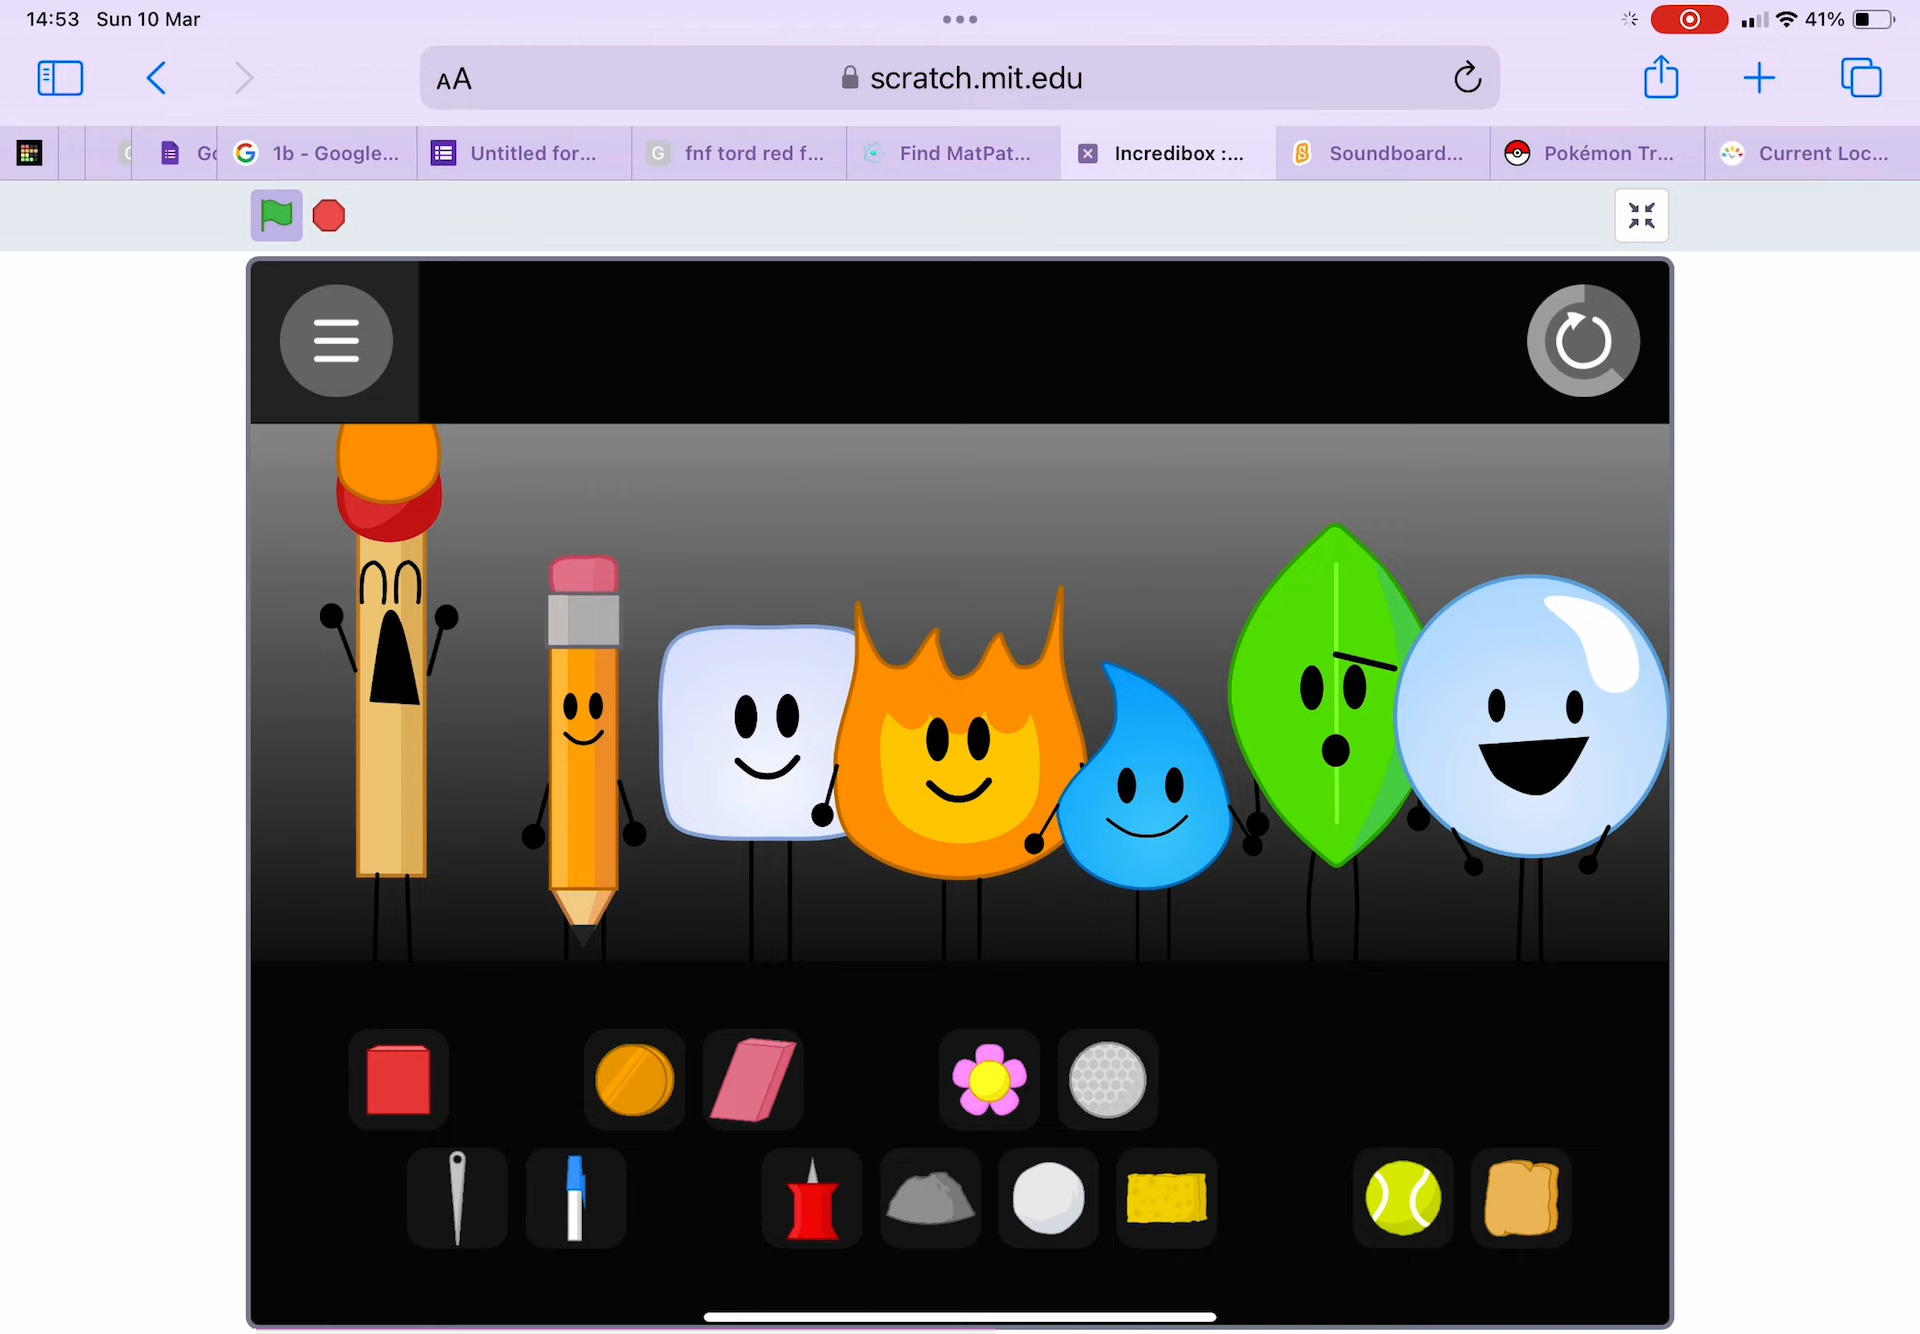 14:53 Sun 10 Mar
41%
AA
scratch.mit.edu
1b - Google...
Untitled for...
G
fnf tord red f...
Find MatPat...
Incredibox :...
Soundboard...
Pokémon Tr...
Current Loc...